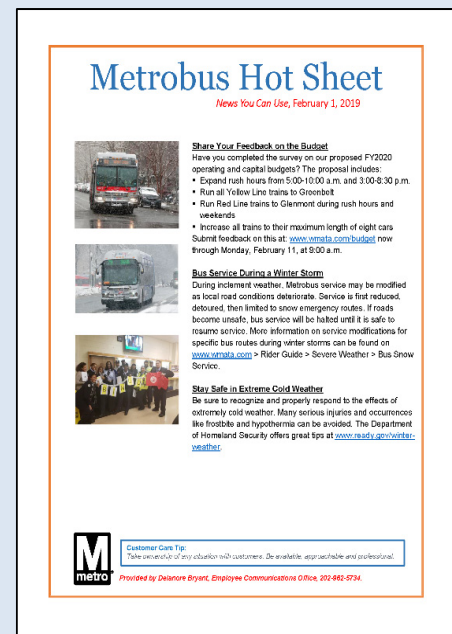 Metrobus Hot Sheet
News You Can Use, February 1, 2019
Share Your Feedback on the Budget
Have you completed the survey on our proposed FY2020
operating and capital budgets? The proposal includes:
▪ Expand rush hours from 5:00-10:00 a.m. and 3:00-8:30 p.m.
▪ Run all Yellow Line trains to Greenbelt
▪ Run Red Line trains to Glenmont during rush hours and
weekends
▪ Increase all trains to their maximum length of eight cars
Submit feedback on this at: www.wmata.com/budget now
through Monday, February 11, at 9:00 a.m.
Bus Service During a Winter Storm
During inclement weather, Metrobus service may be modified
as local road conditions deteriorate. Service is first reduced,
detoured, then limited to snow emergency routes. If roads
become unsafe, bus service will be halted until it is safe to
resume service. More information on service modifications for
specific bus routes during winter storms can be found on
www.wmata.com > Rider Guide > Severe Weather > Bus Snow
Service.
Stay Safe in Extreme Cold Weather
Be sure to recognize and properly respond to the effects of
extremely cold weather. Many serious injuries and occurrences
like frostbite and hypothermia can be avoided. The Department
of Homeland Security offers great tips at www.ready.gov/winter-
weather.
Customer Care Tip:
Take ownership of any situation with customers. Be available, approachable and professional.
M
metro
Provided by Delanore Bryant, Employee Communications Office, 202-962-5734.